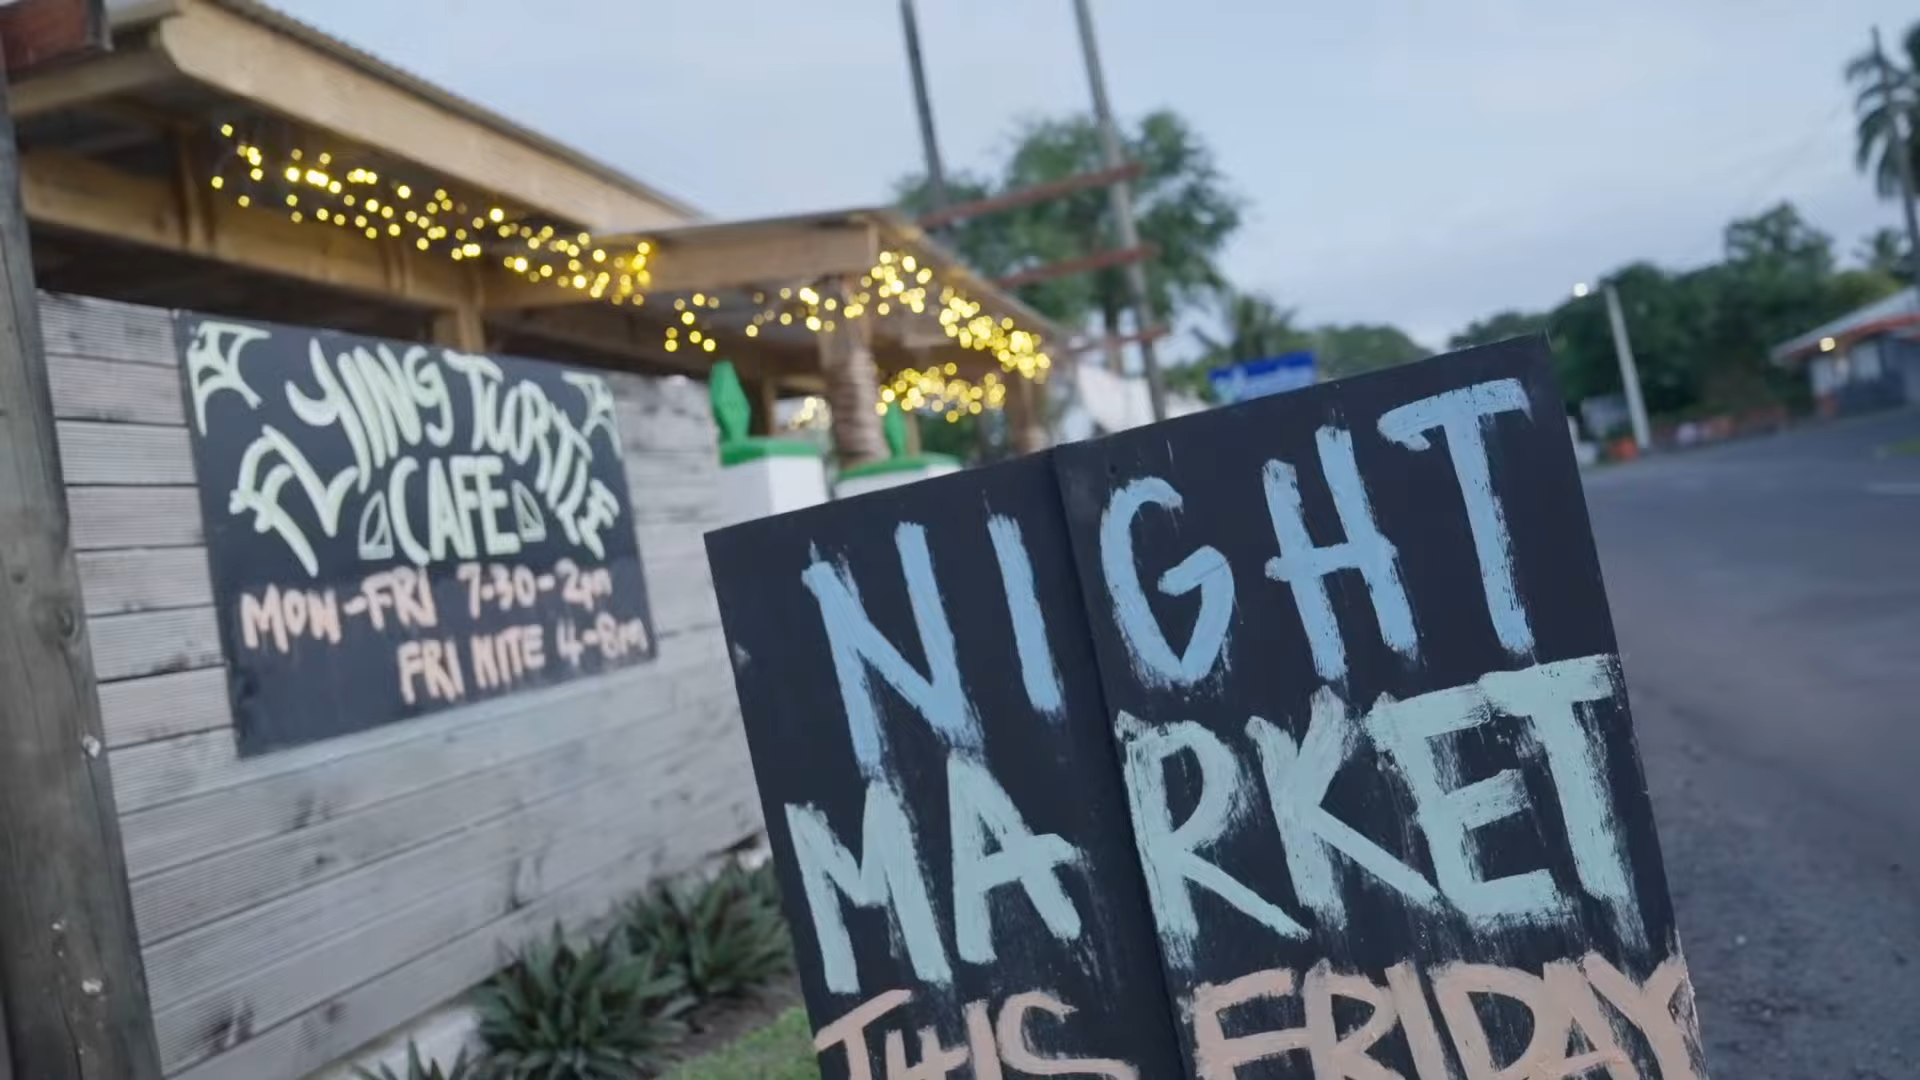 FLYING TURTLE
CAFE
MON-FRI 7-30-2pm
FRI NITE 4-8PM
NIGHT
MARKET
THIS FRIDAY